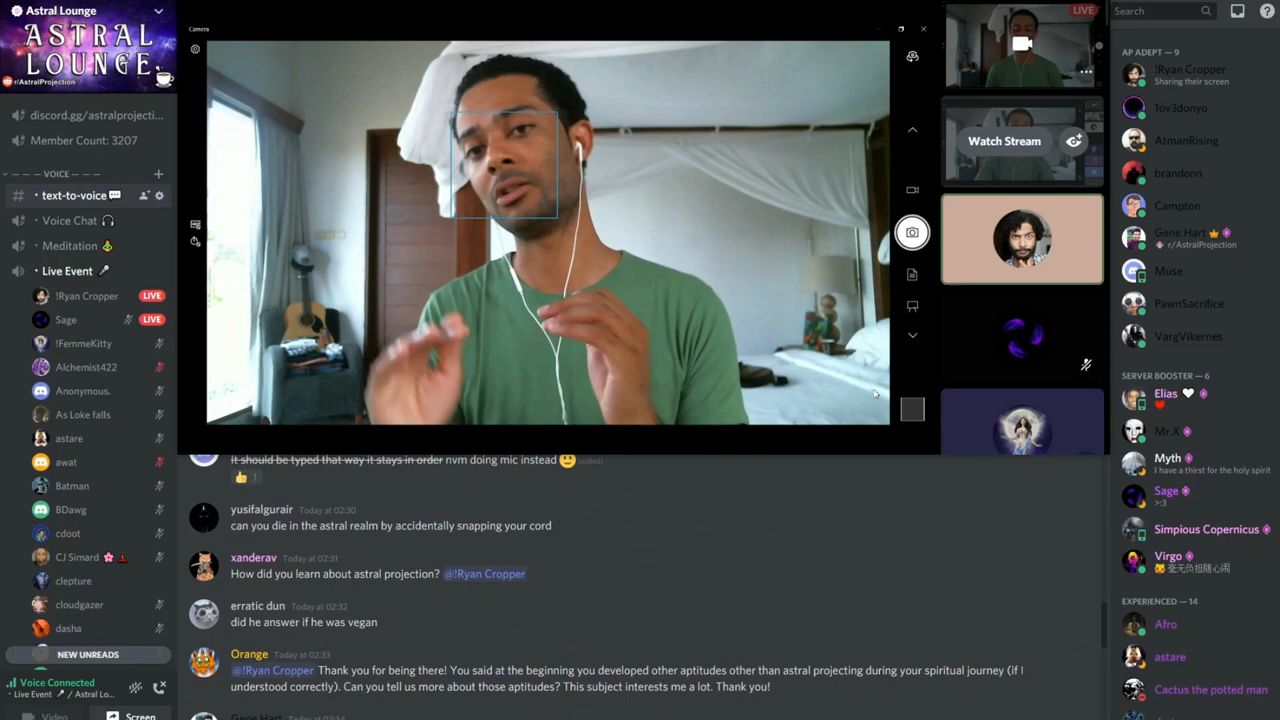 Astral Lounge
ASTRAL
LOUNGE
r/AstralProjection
discord.gg/astralprojecti...
Member Count: 3207
VOICE
text-to-voice
Voice Chat
Meditation
Live Event
!Ryan Cropper LIVE
Sage LIVE
!FemmeKitty
Alchemist422
Anonymous.
As Loke falls
astare
awat
Batman
BDawg
cdoot
CJ Simard
clepture
cloudgazer
dasha
NEW UNREADS
Voice Connected
Live Event / Astral Lo...
Video Screen
Camera
LIVE
Watch Stream
It should be typed that way it stays in order nvm doing mic instead 🙂 (edited)
👍 1
yusifalgurair Today at 02:30
can you die in the astral realm by accidentally snapping your cord
xanderav Today at 02:31
How did you learn about astral projection? @!Ryan Cropper
erratic dun Today at 02:32
did he answer if he was vegan
Orange Today at 02:33
@!Ryan Cropper Thank you for being there! You said at the beginning you developed other aptitudes other than astral projecting during your spiritual journey (if I
understood correctly). Can you tell us more about those aptitudes? This subject interests me a lot. Thank you!
Gene Hart Today at 02:34
Search
AP ADEPT — 9
!Ryan Cropper
Sharing their screen
1ov3donyo
AtmanRising
brandonn
Campton
Gene Hart
r/AstralProjection
Muse
PawnSacrifice
VargVikernes
SERVER BOOSTER — 6
Elias
Mr.X
Myth
I have a thirst for the holy spirit
Sage
>:3
Simpious Copernicus
Virgo
EXPERIENCED — 14
Afro
astare
Cactus the potted man